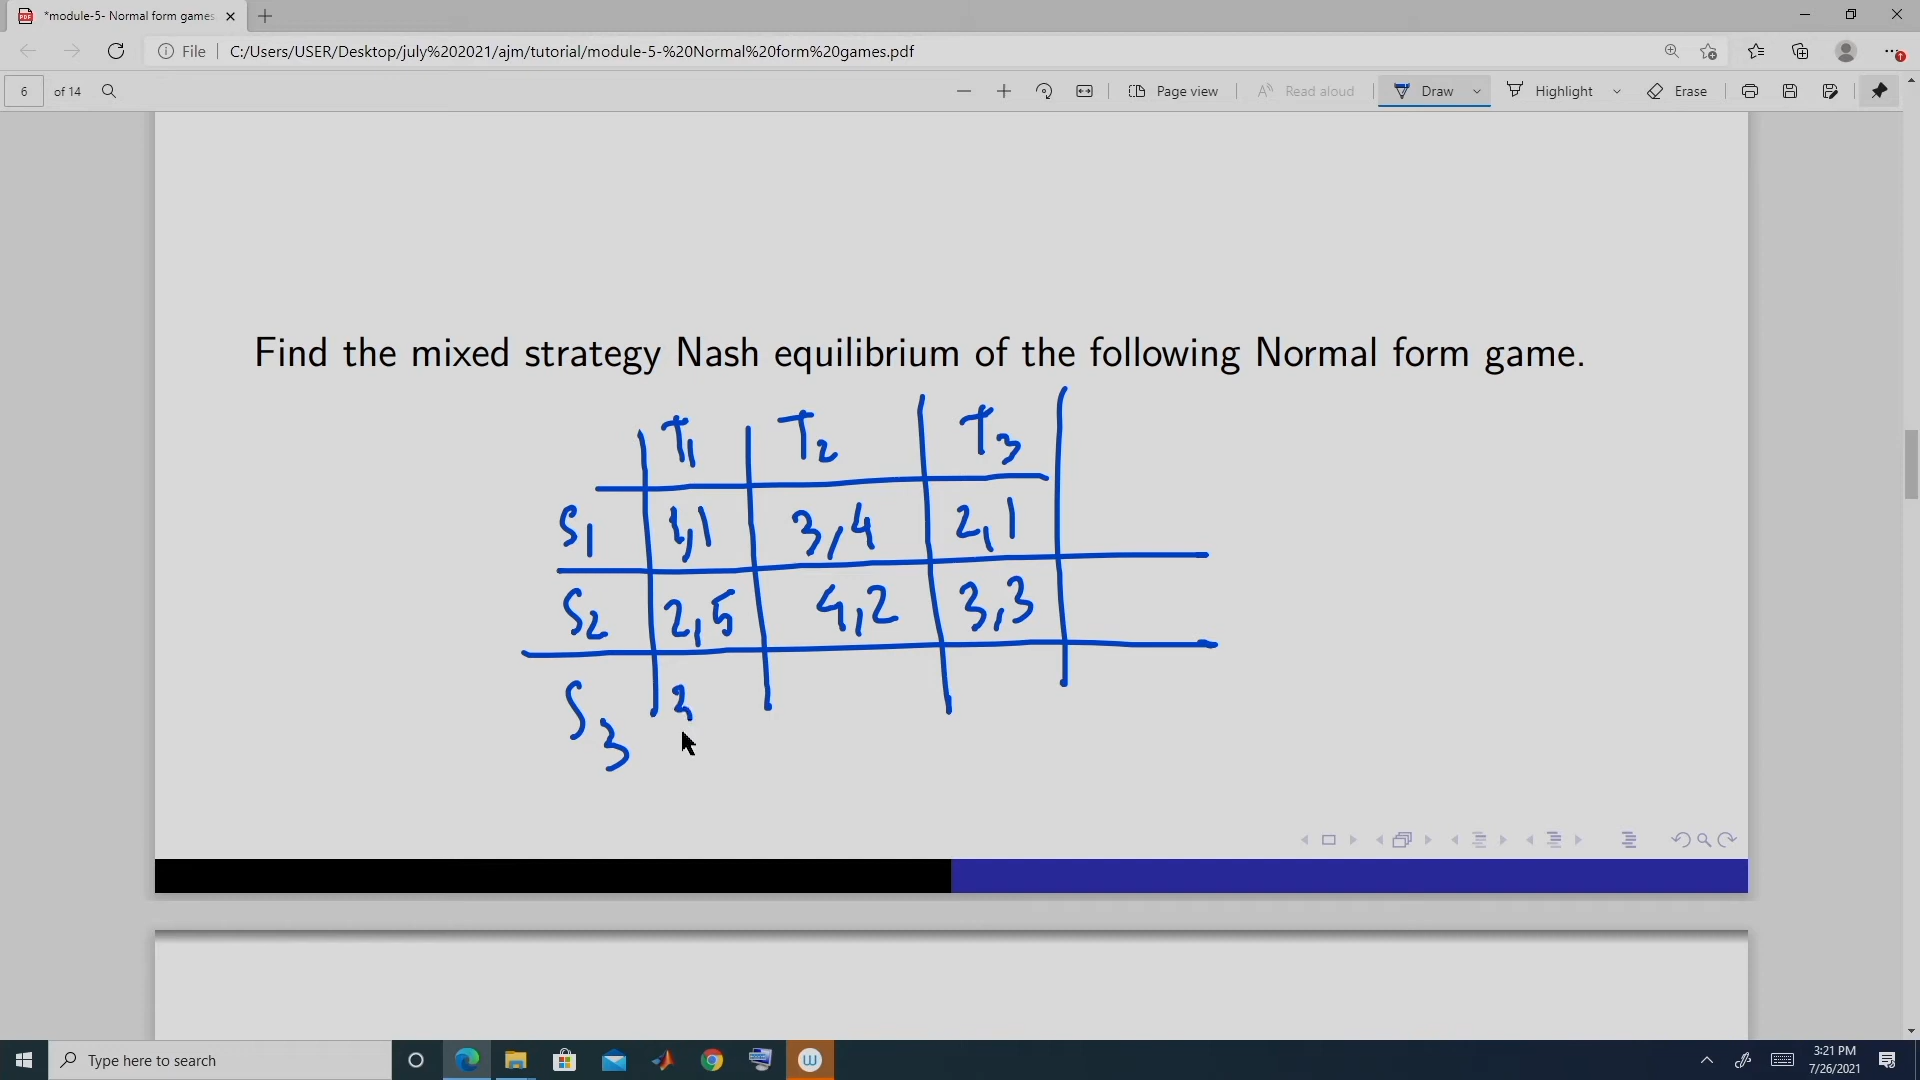 *module-5- Normal form games.
File C:/Users/USER/Desktop/july%202021/ajm/tutorial/module-5-%20Normal%20form%20games.pdf
6 of 14 Page view Read aloud Draw Highlight Erase
Find the mixed strategy Nash equilibrium of the following Normal form game.
T1 T2 T3
S1 1,1 3,4 2,1
S2 2,5 4,2 3,3
S3
Type here to search
3:21 PM
7/26/2021